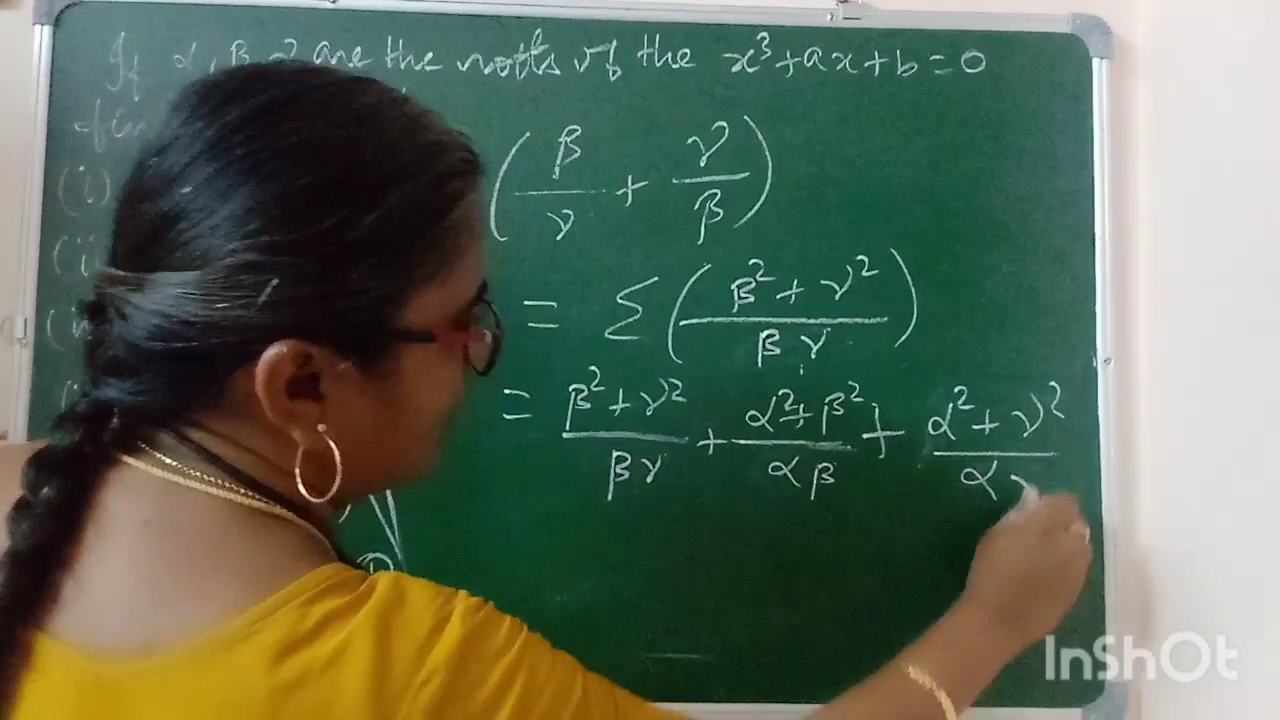 If α, β, γ are the roots of the x³+ax+b=0
(i)
(ii
(β/γ + γ/β)
= Σ(β²+γ²/βγ)
= β²+γ²/βγ + α²+β²/αβ + α²+γ²/αγ
InShOt